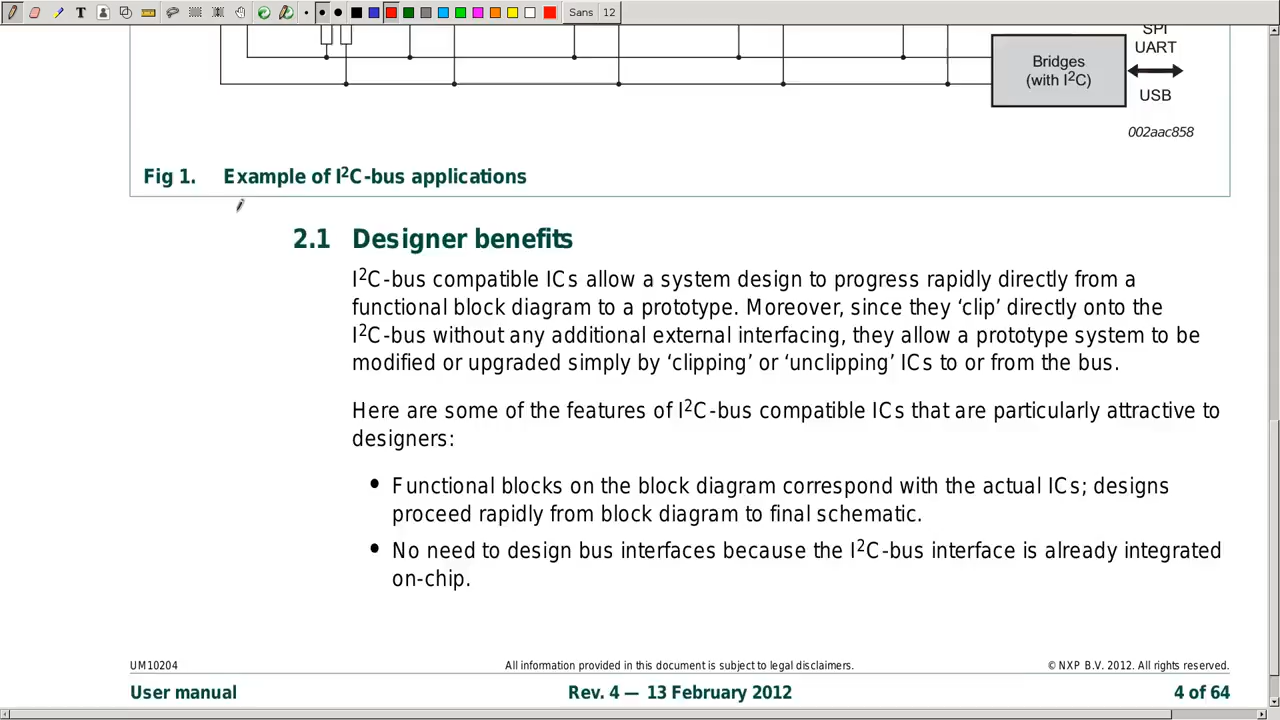 Sans 12
SPI
UART
Bridges
(with I²C)
USB
002aac858
Fig 1. Example of I²C-bus applications
2.1 Designer benefits
I²C-bus compatible ICs allow a system design to progress rapidly directly from a
functional block diagram to a prototype. Moreover, since they ‘clip’ directly onto the
I²C-bus without any additional external interfacing, they allow a prototype system to be
modified or upgraded simply by ‘clipping’ or ‘unclipping’ ICs to or from the bus.
Here are some of the features of I²C-bus compatible ICs that are particularly attractive to
designers:
• Functional blocks on the block diagram correspond with the actual ICs; designs
proceed rapidly from block diagram to final schematic.
• No need to design bus interfaces because the I²C-bus interface is already integrated
on-chip.
UM10204 All information provided in this document is subject to legal disclaimers. © NXP B.V. 2012. All rights reserved.
User manual Rev. 4 — 13 February 2012 4 of 64